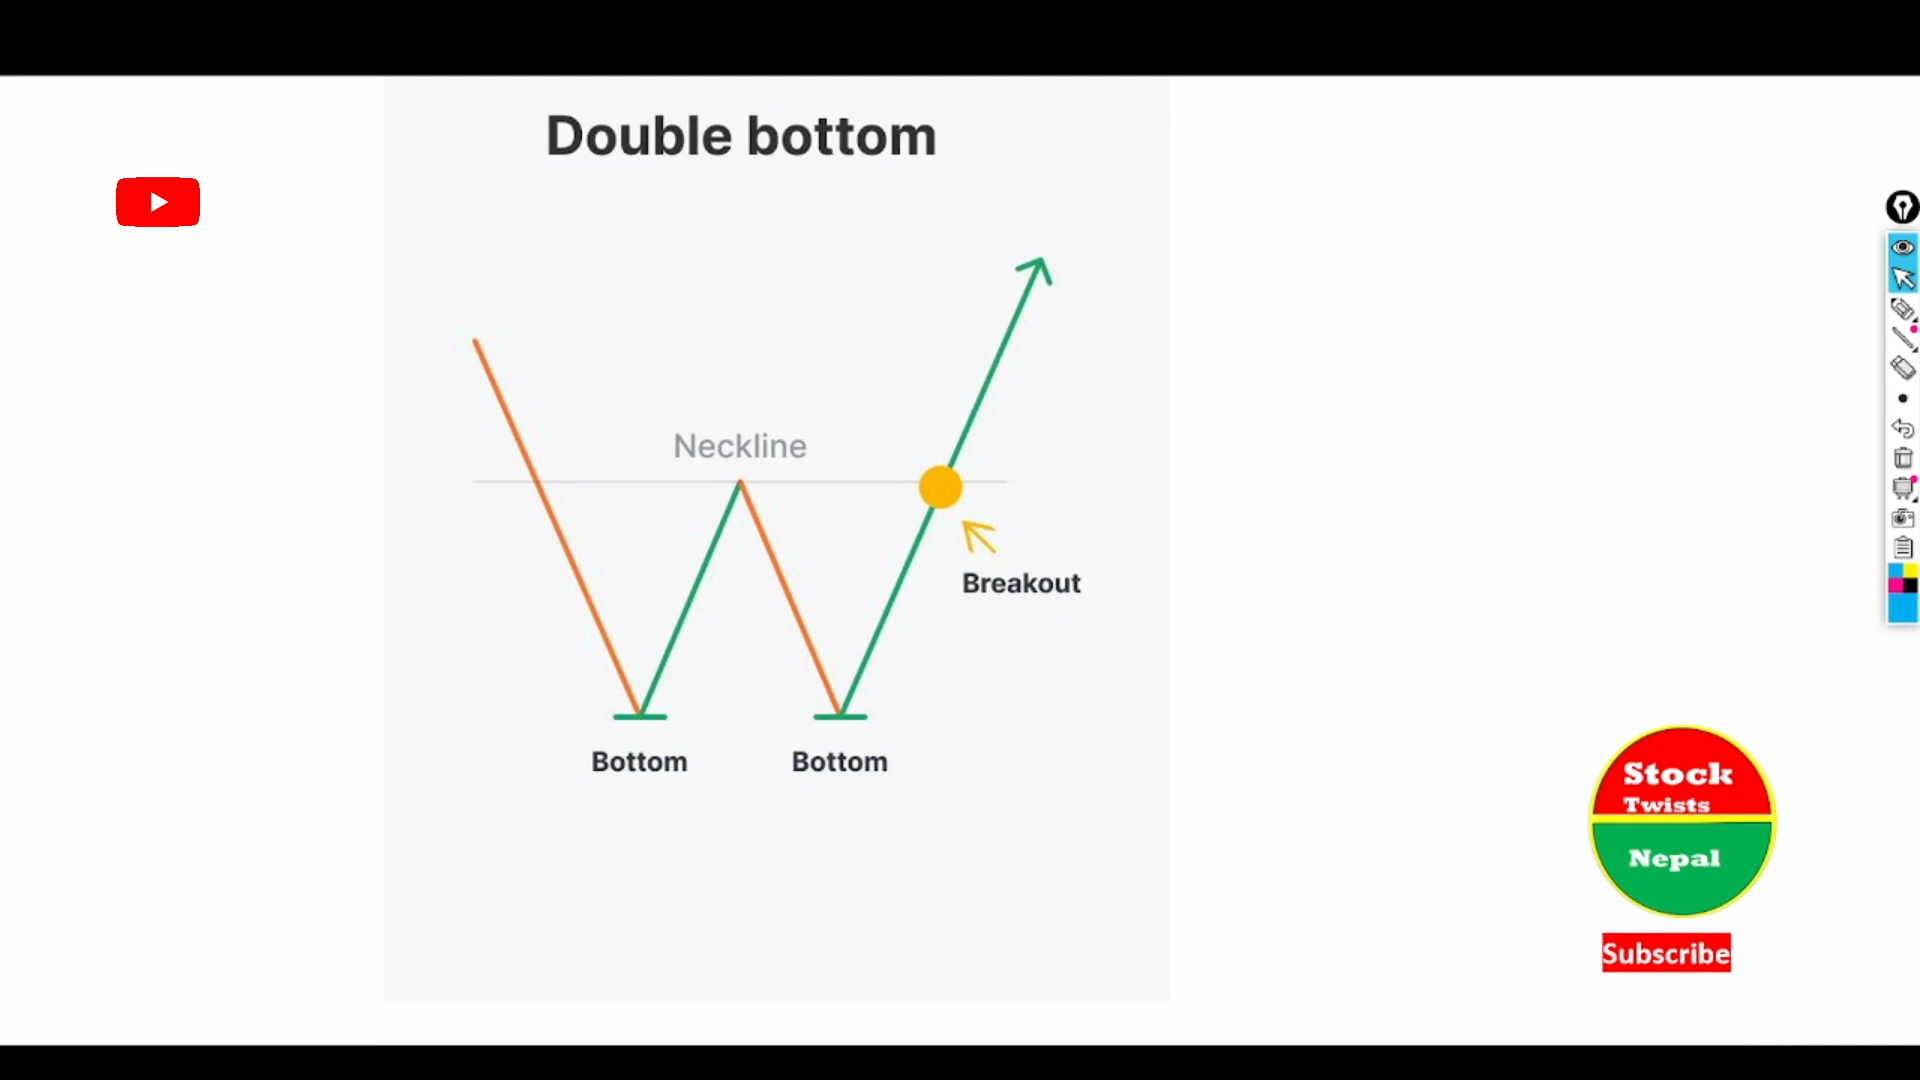 Double bottom
Neckline
Breakout
Bottom
Bottom
Stock
Twists
Nepal
Subscribe